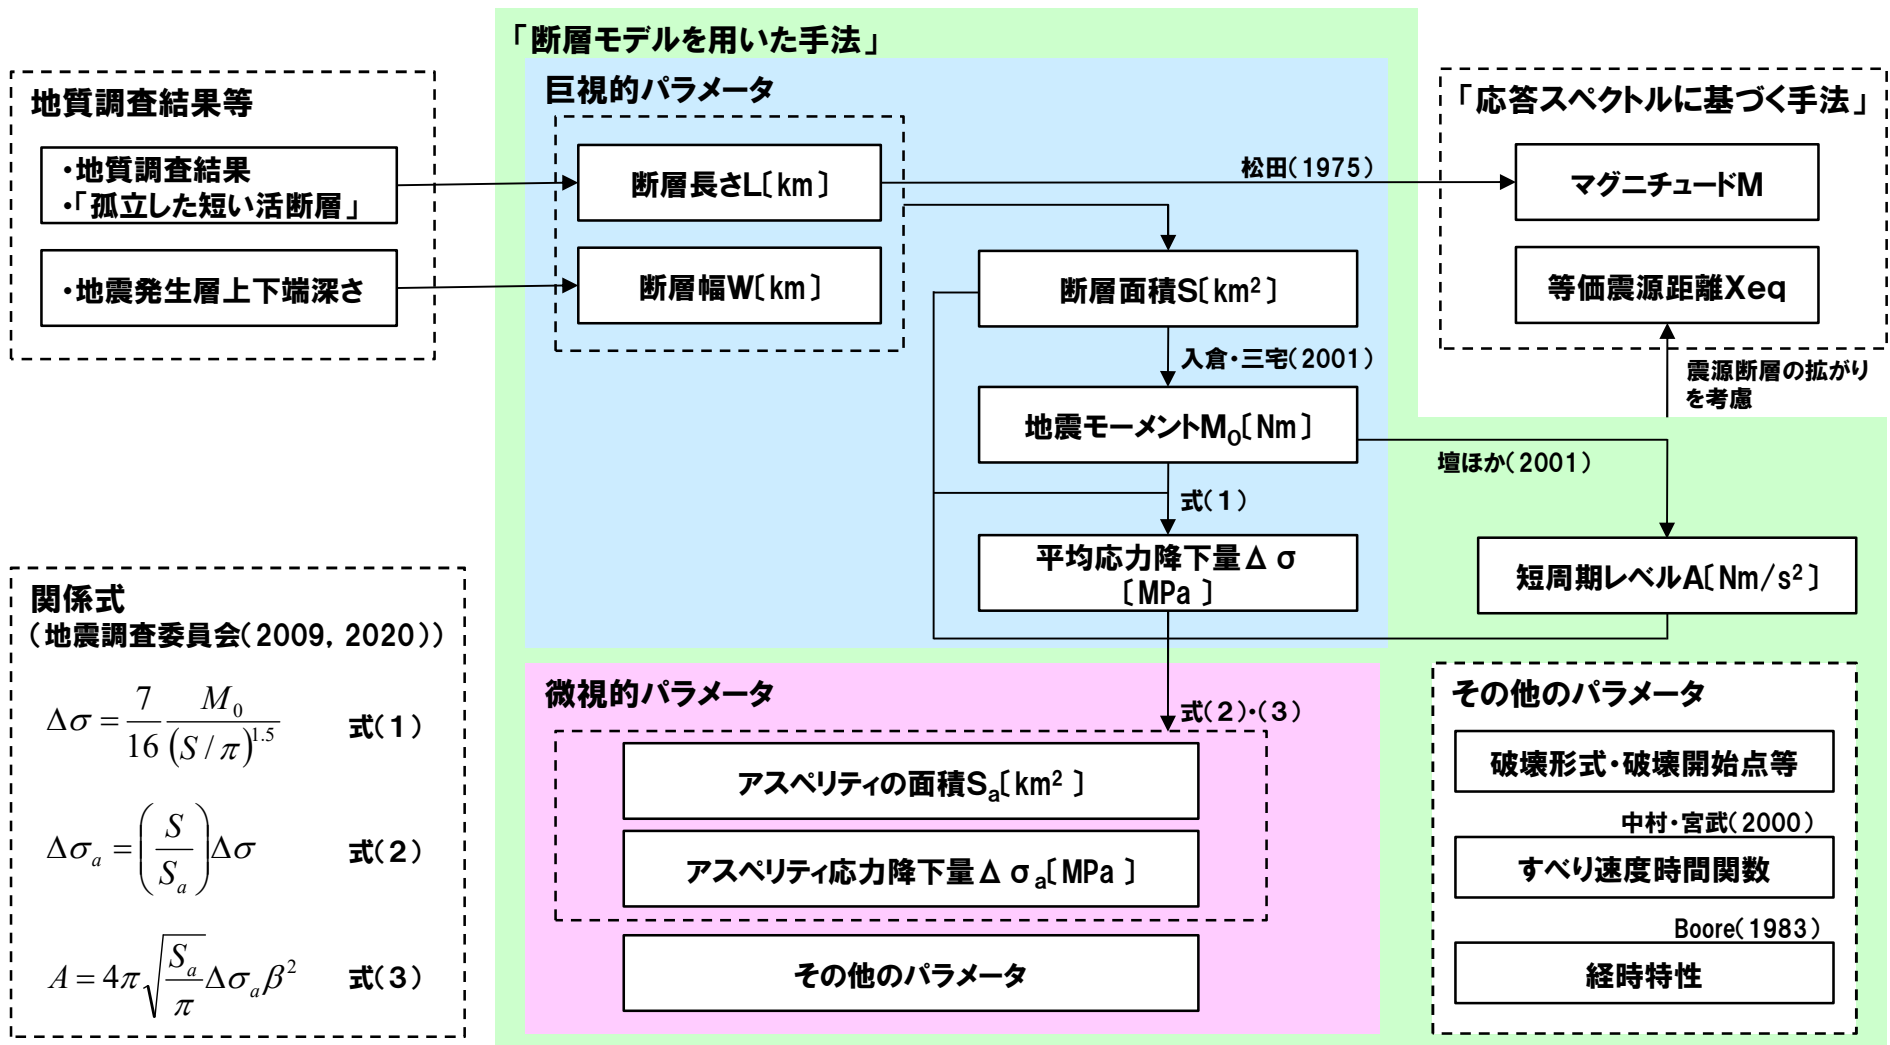 「断層モデルを用いた手法」
地質調査結果等
・地質調査結果
・「孤立した短い活断層」
・地震発生層上下端深さ
巨視的パラメータ
断層長さL〔km〕
断層幅W〔km〕
松田(1975)
断層面積S〔km²〕
入倉・三宅(2001)
地震モーメントM₀〔Nm〕
式(1)
平均応力降下量Δσ
〔MPa〕
「応答スペクトルに基づく手法」
マグニチュードM
等価震源距離Xeq
震源断層の拡がり
を考慮
壇ほか(2001)
短周期レベルA〔Nm/s²〕
関係式
(地震調査委員会(2009, 2020))
Δσ = 7/16 M₀/(S/π)^1.5 式(1)
Δσₐ = (S/Sₐ)Δσ 式(2)
A = 4π√(Sₐ/π) Δσₐβ² 式(3)
微視的パラメータ
式(2)・(3)
アスペリティの面積Sₐ〔km²〕
アスペリティ応力降下量Δσₐ〔MPa〕
その他のパラメータ
その他のパラメータ
破壊形式・破壊開始点等
中村・宮武(2000)
すべり速度時間関数
Boore(1983)
経時特性